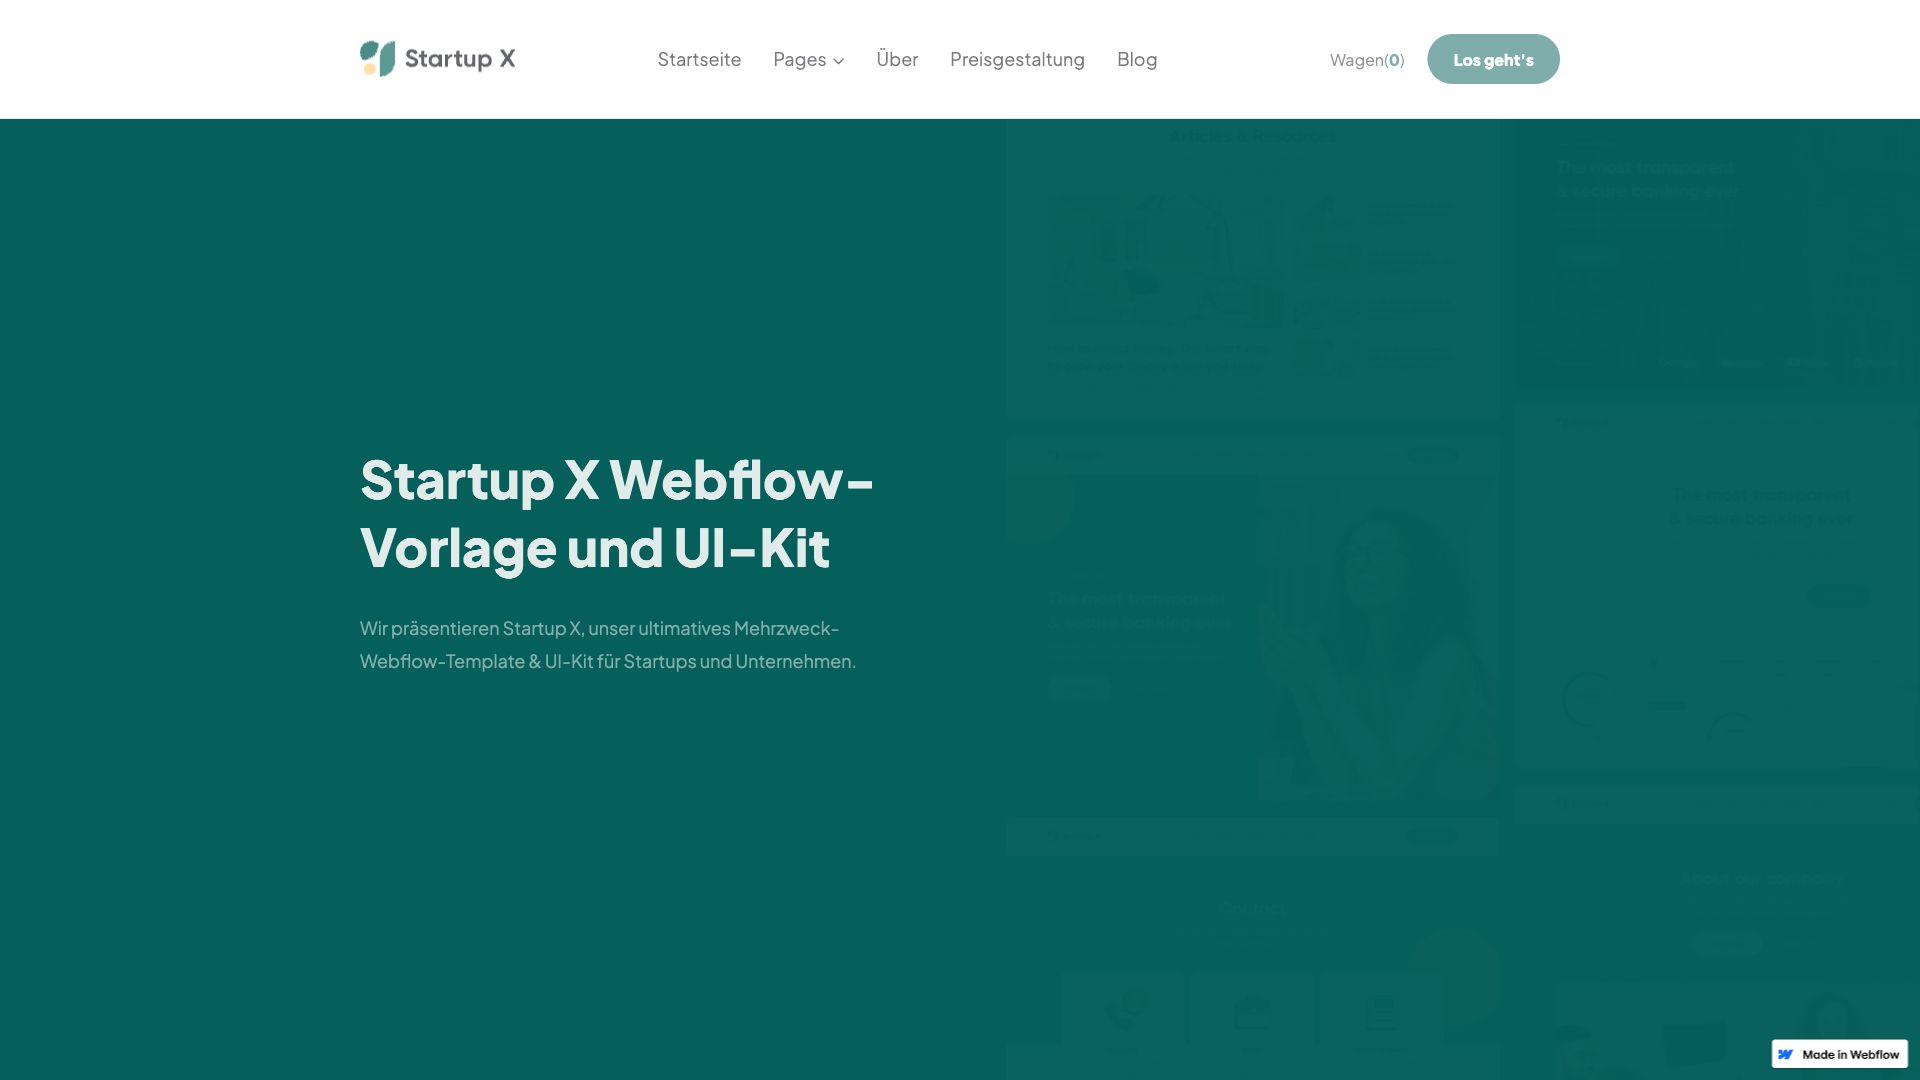 Startup X
Startseite
Pages
Über
Preisgestaltung
Blog
Wagen(0)
Los geht's
Articles & Resources
The most transparent
& secure banking ever
Startup X Webflow-
Vorlage und UI-Kit
Wir präsentieren Startup X, unser ultimatives Mehrzweck-
Webflow-Template & UI-Kit für Startups und Unternehmen.
The most transparent
& secure banking ever
The most transparent
& secure banking ever
Contact
About our company
Made in Webflow